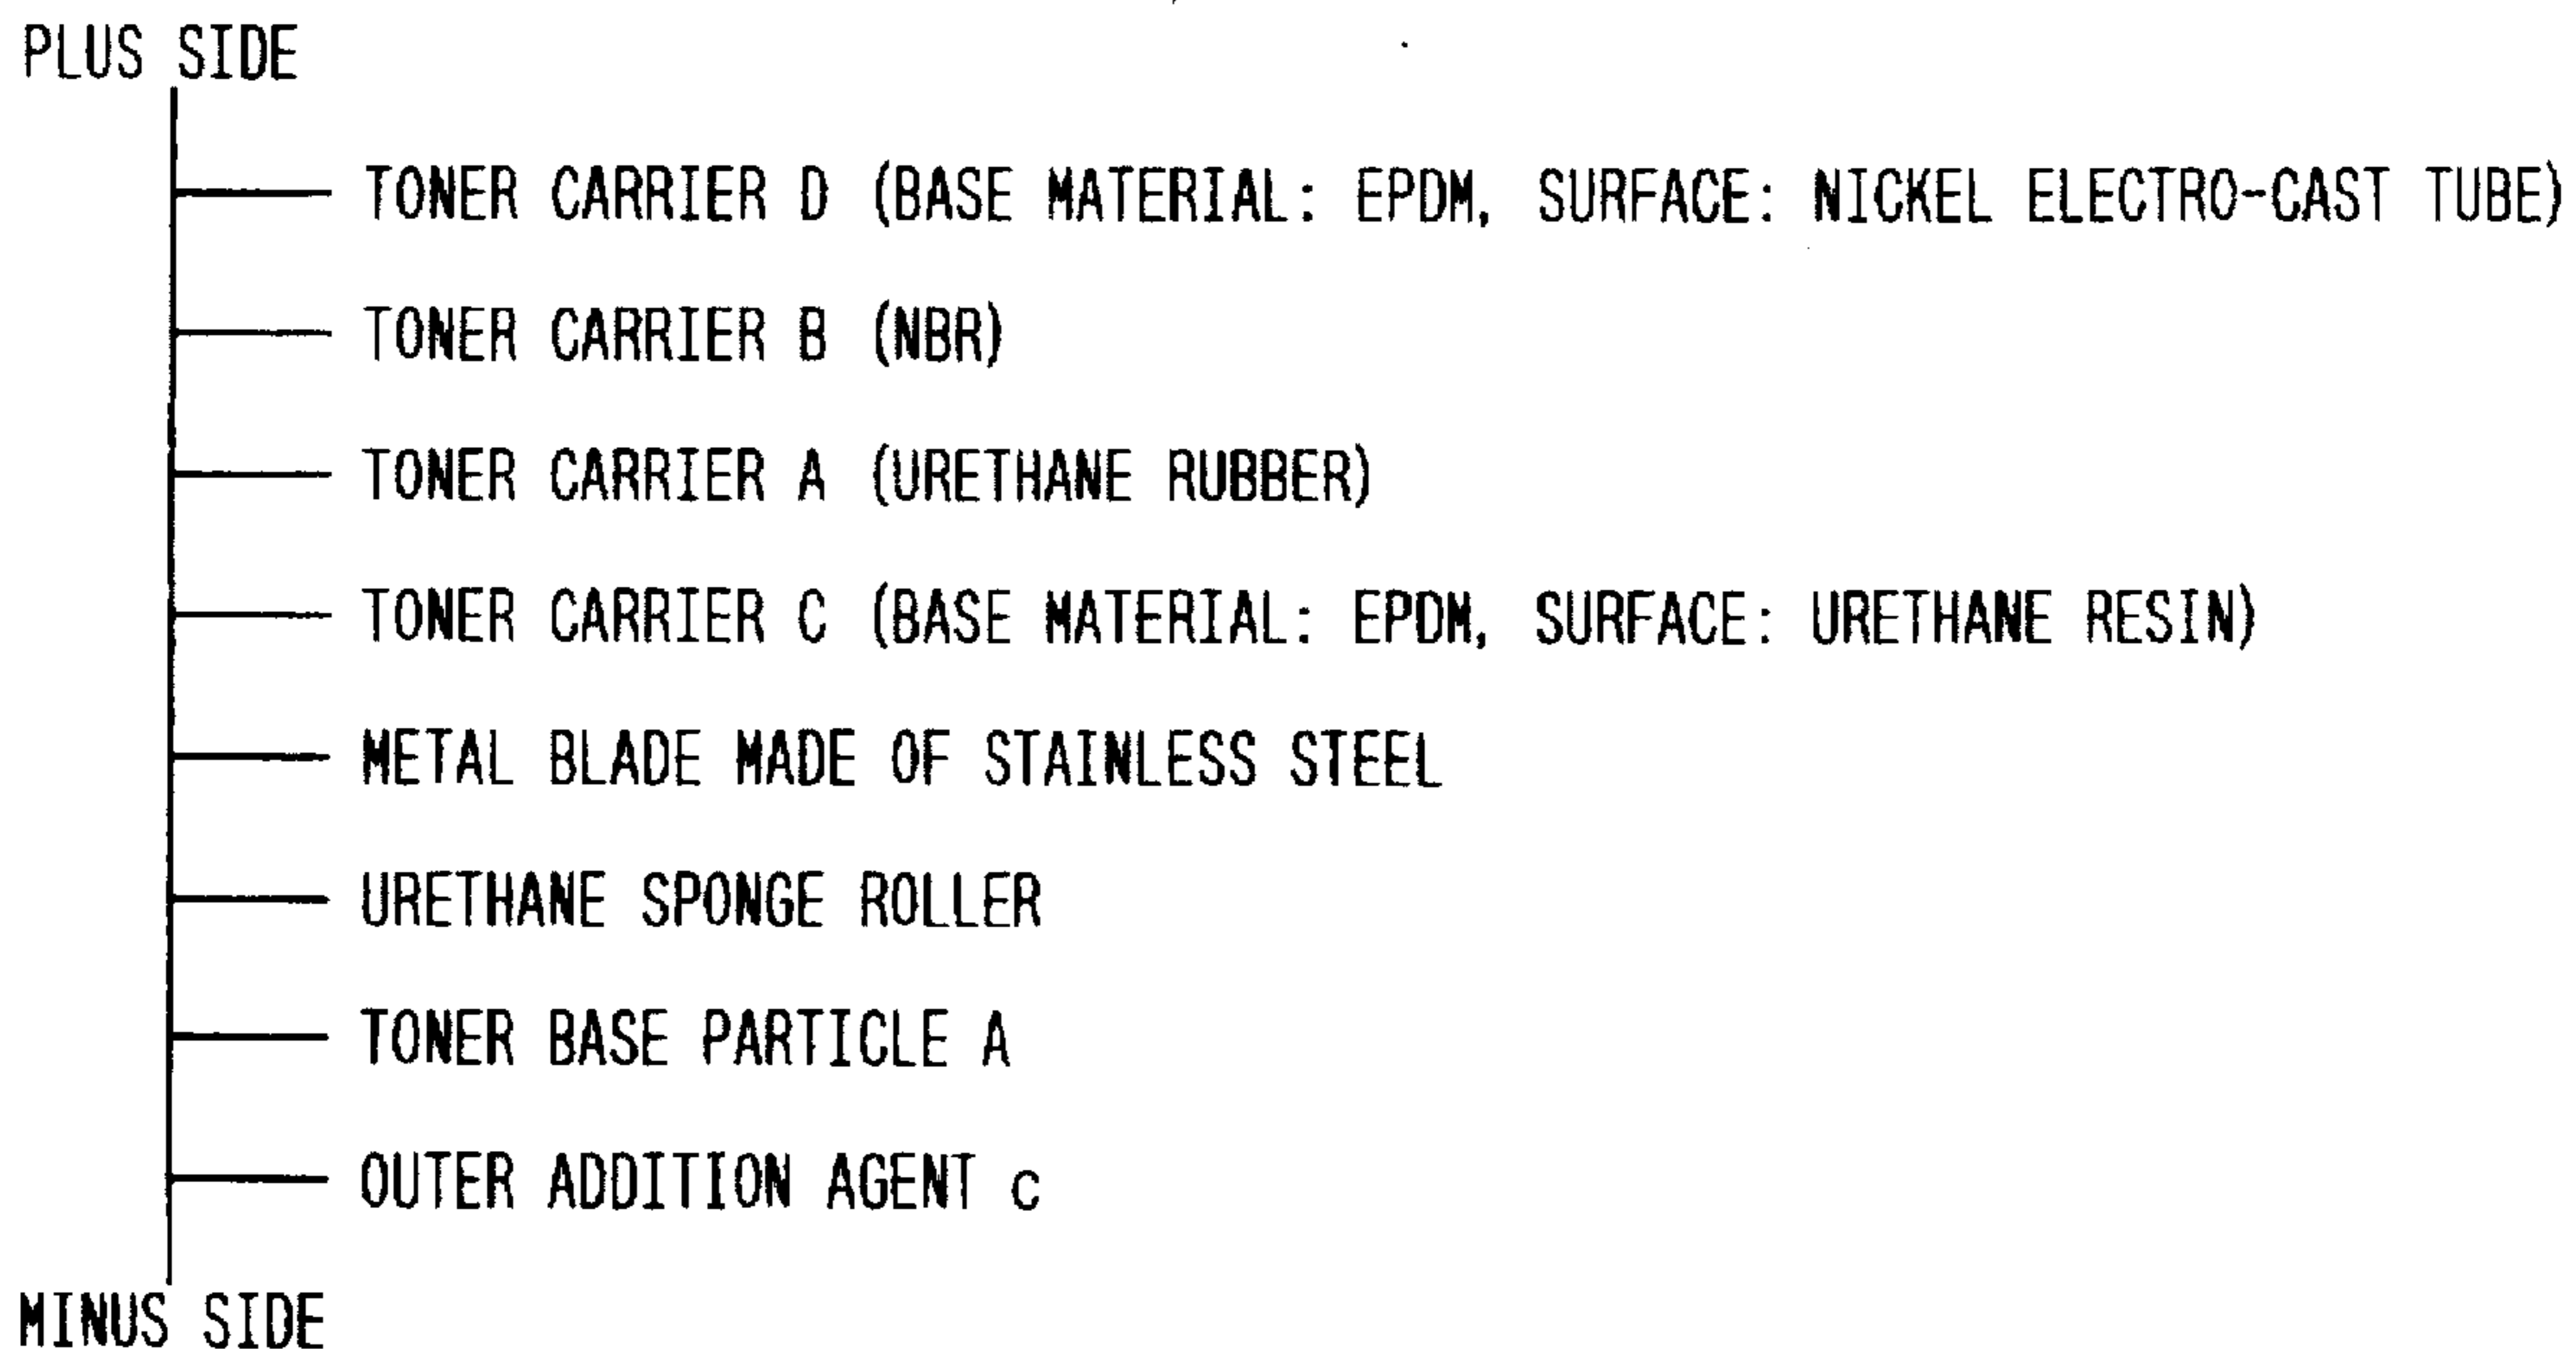 PLUS SIDE
TONER CARRIER D (BASE MATERIAL: EPDM, SURFACE: NICKEL ELECTRO-CAST TUBE)
TONER CARRIER B (NBR)
TONER CARRIER A (URETHANE RUBBER)
TONER CARRIER C (BASE MATERIAL: EPDM, SURFACE: URETHANE RESIN)
METAL BLADE MADE OF STAINLESS STEEL
URETHANE SPONGE ROLLER
TONER BASE PARTICLE A
OUTER ADDITION AGENT c
MINUS SIDE